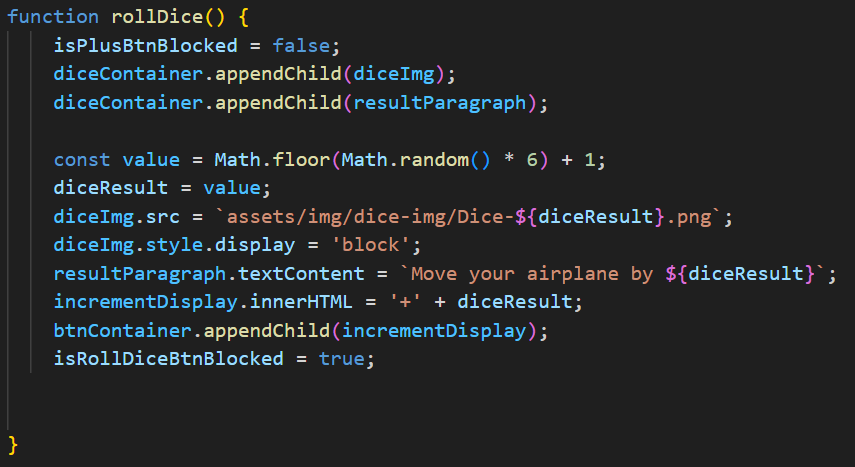 function rollDice() {
    isPlusBtnBlocked = false;
    diceContainer.appendChild(diceImg);
    diceContainer.appendChild(resultParagraph);

    const value = Math.floor(Math.random() * 6) + 1;
    diceResult = value;
    diceImg.src = `assets/img/dice-img/Dice-${diceResult}.png`;
    diceImg.style.display = 'block';
    resultParagraph.textContent = `Move your airplane by ${diceResult}`;
    incrementDisplay.innerHTML = '+' + diceResult;
    btnContainer.appendChild(incrementDisplay);
    isRollDiceBtnBlocked = true;


}